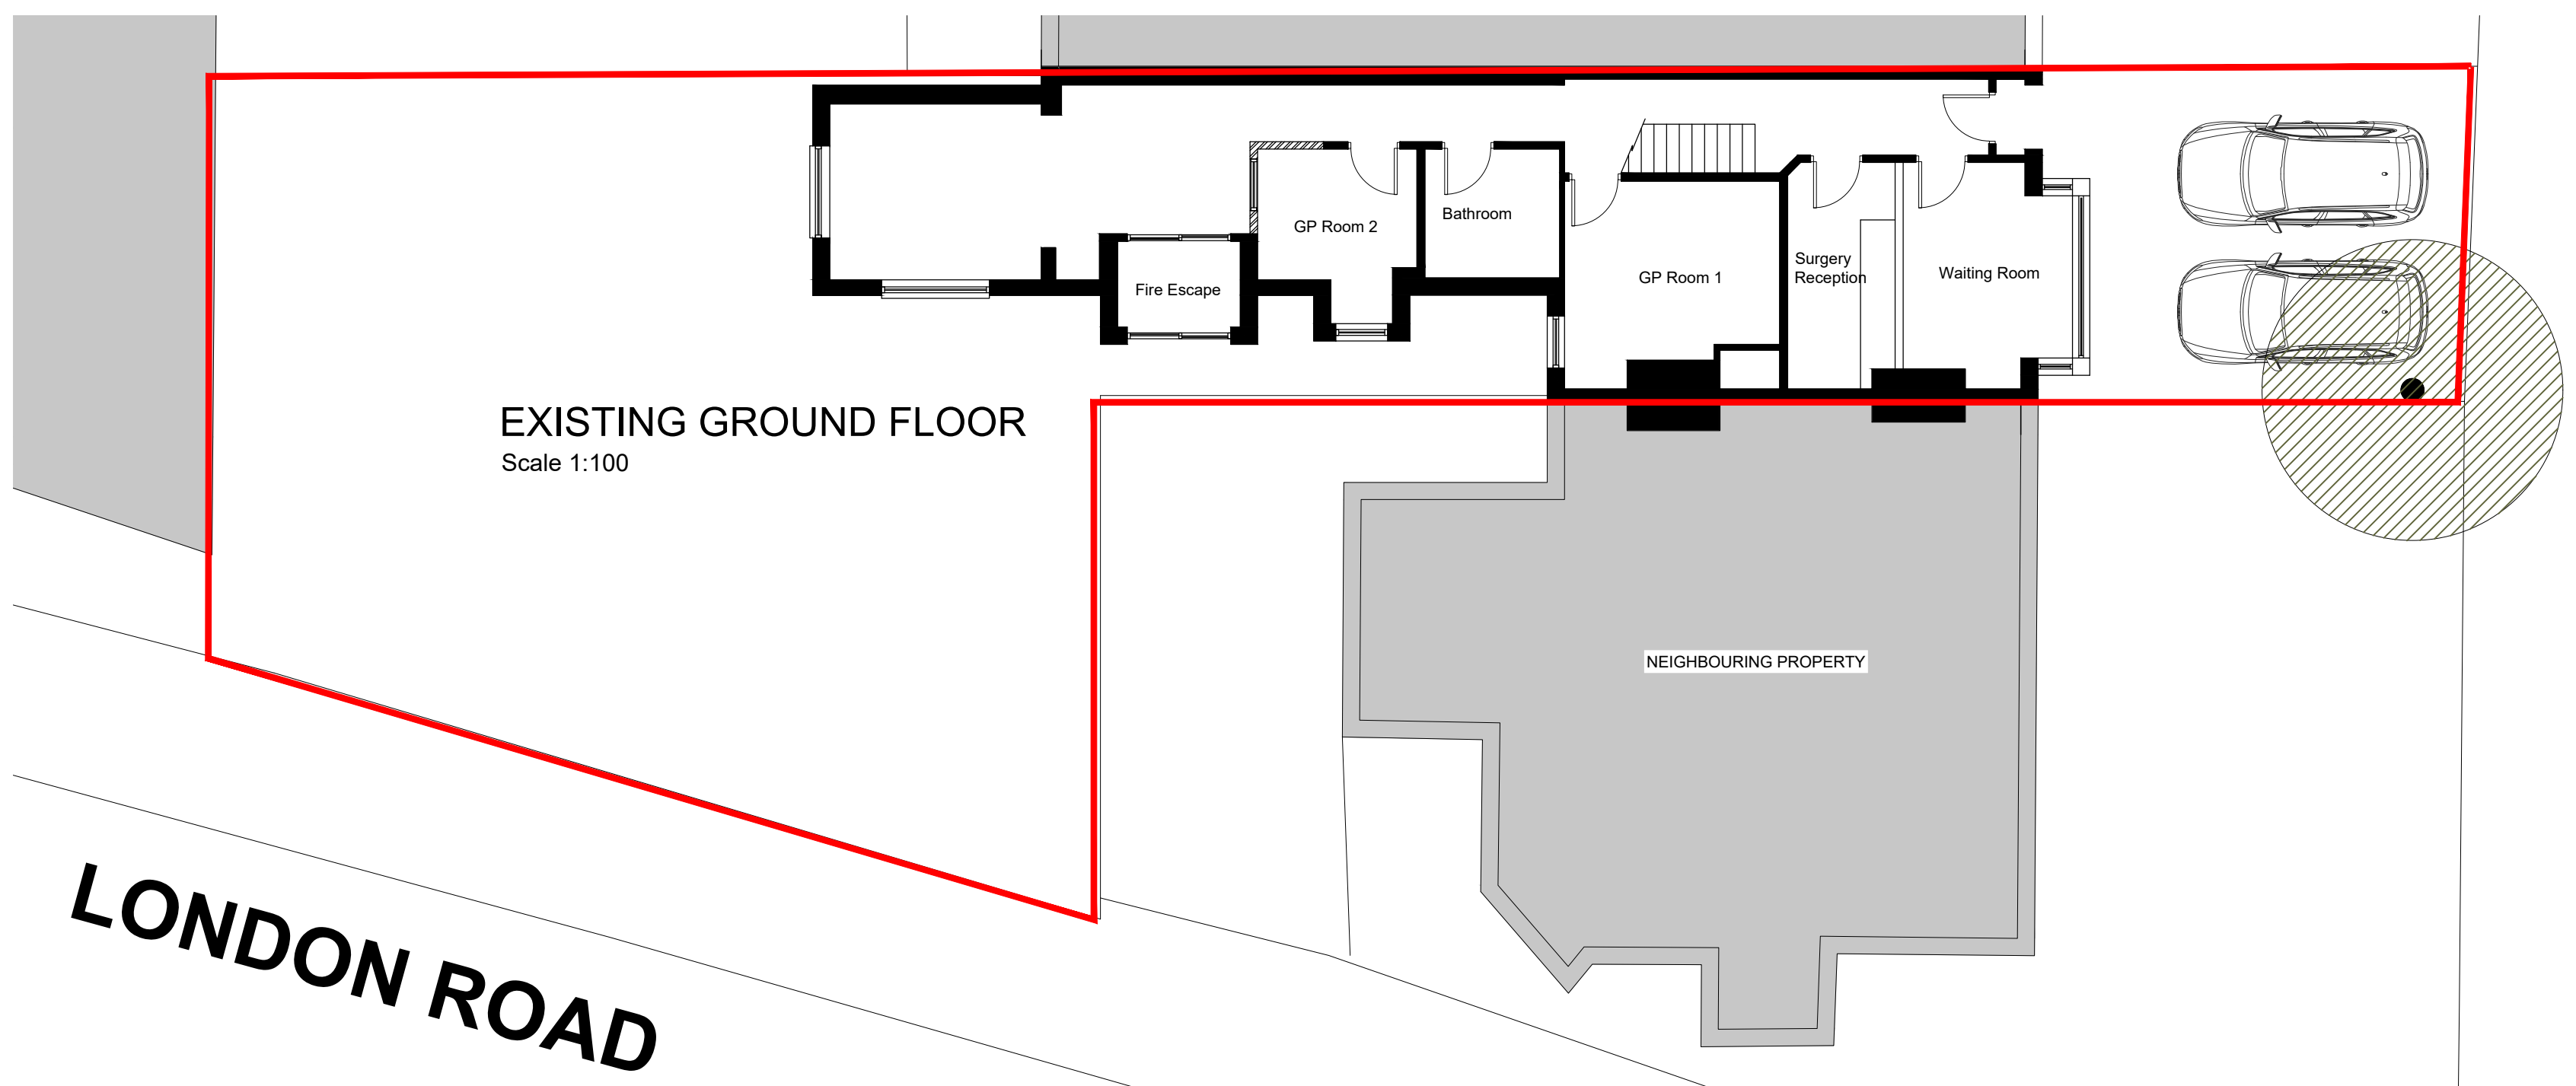 GP Room 2
Bathroom
Fire Escape
GP Room 1
Surgery
Reception
Waiting Room
EXISTING GROUND FLOOR
Scale 1:100
NEIGHBOURING PROPERTY
LONDON ROAD